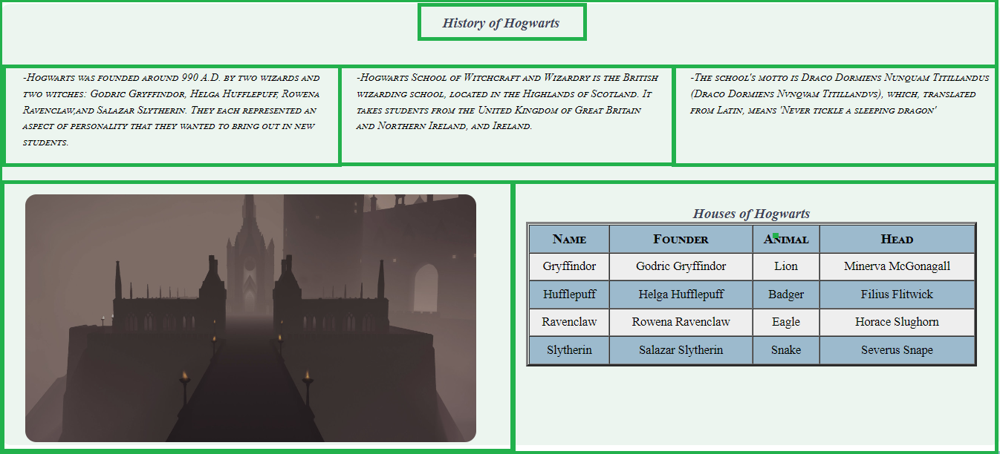 History of Hogwarts
-Hogwarts was founded around 990 A.D. by two wizards and
two witches: Godric Gryffindor, Helga Hufflepuff, Rowena
Ravenclaw,and Salazar Slytherin. They each represented an
aspect of personality that they wanted to bring out in new
students.
-Hogwarts School of Witchcraft and Wizardry is the British
wizarding school, located in the Highlands of Scotland. It
takes students from the United Kingdom of Great Britain
and Northern Ireland, and Ireland.
-The school's motto is Draco Dormiens Nunquam Titillandus
(Draco Dormiens Nvnqvam Titillandvs), which, translated
from Latin, means 'Never tickle a sleeping dragon'
Houses of Hogwarts
Name Founder Animal Head
Gryffindor Godric Gryffindor Lion Minerva McGonagall
Hufflepuff Helga Hufflepuff Badger Filius Flitwick
Ravenclaw Rowena Ravenclaw Eagle Horace Slughorn
Slytherin Salazar Slytherin Snake Severus Snape